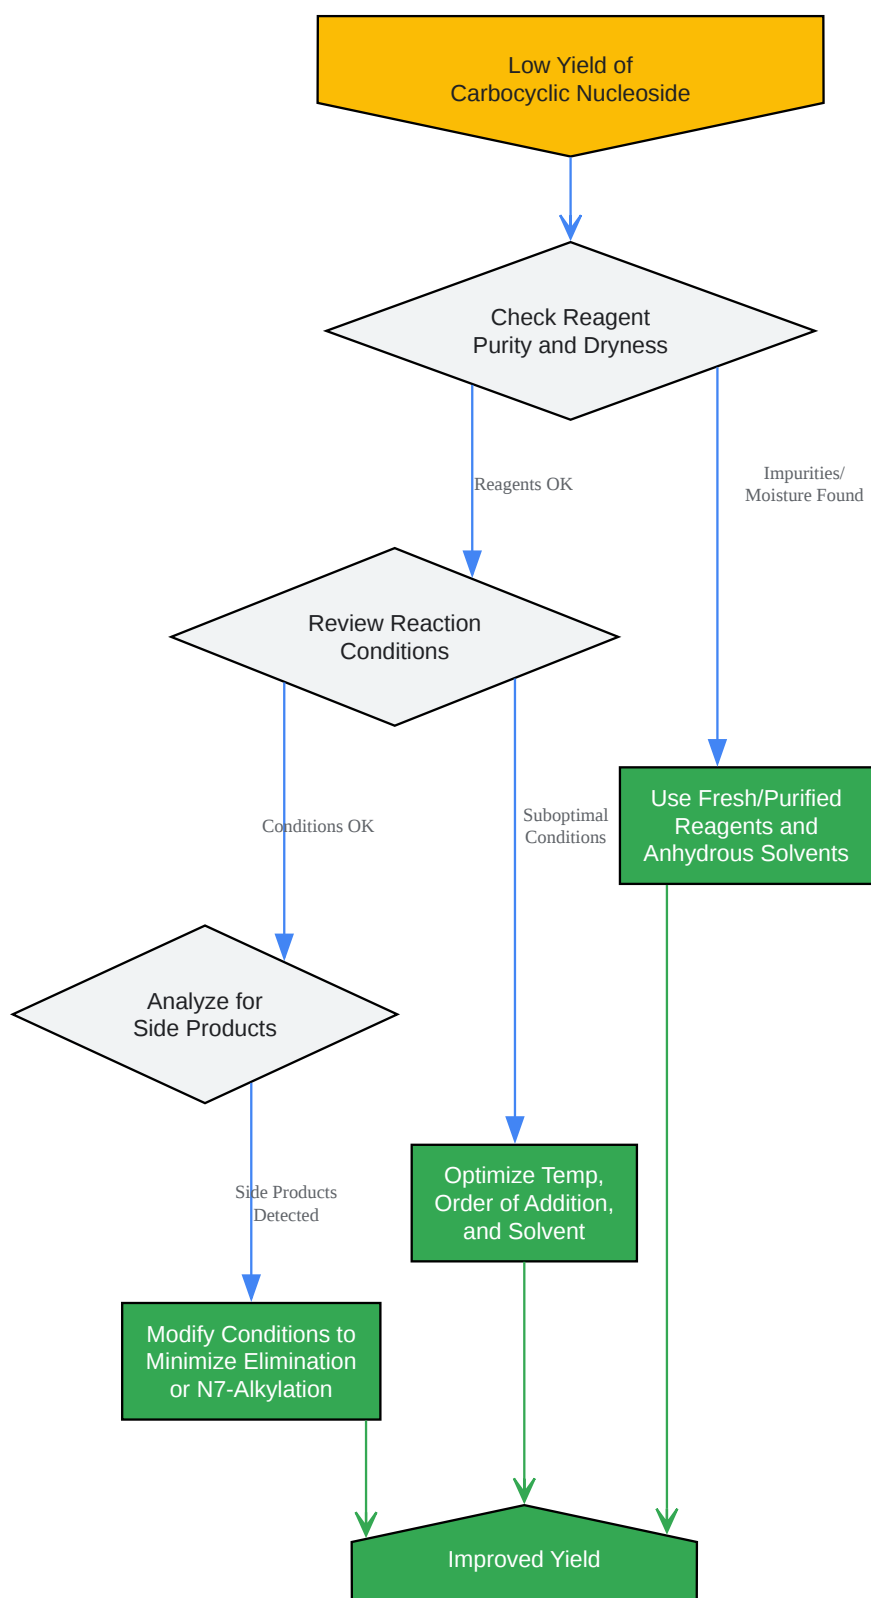 Low Yield of
Carbocyclic Nucleoside
Check Reagent
Purity and Dryness
Reagents OK
Impurities/
Moisture Found
Review Reaction
Conditions
Use Fresh/Purified
Reagents and
Anhydrous Solvents
Conditions OK
Suboptimal
Conditions
Analyze for
Side Products
Side Products
Detected
Optimize Temp,
Order of Addition,
and Solvent
Modify Conditions to
Minimize Elimination
or N7-Alkylation
Improved Yield